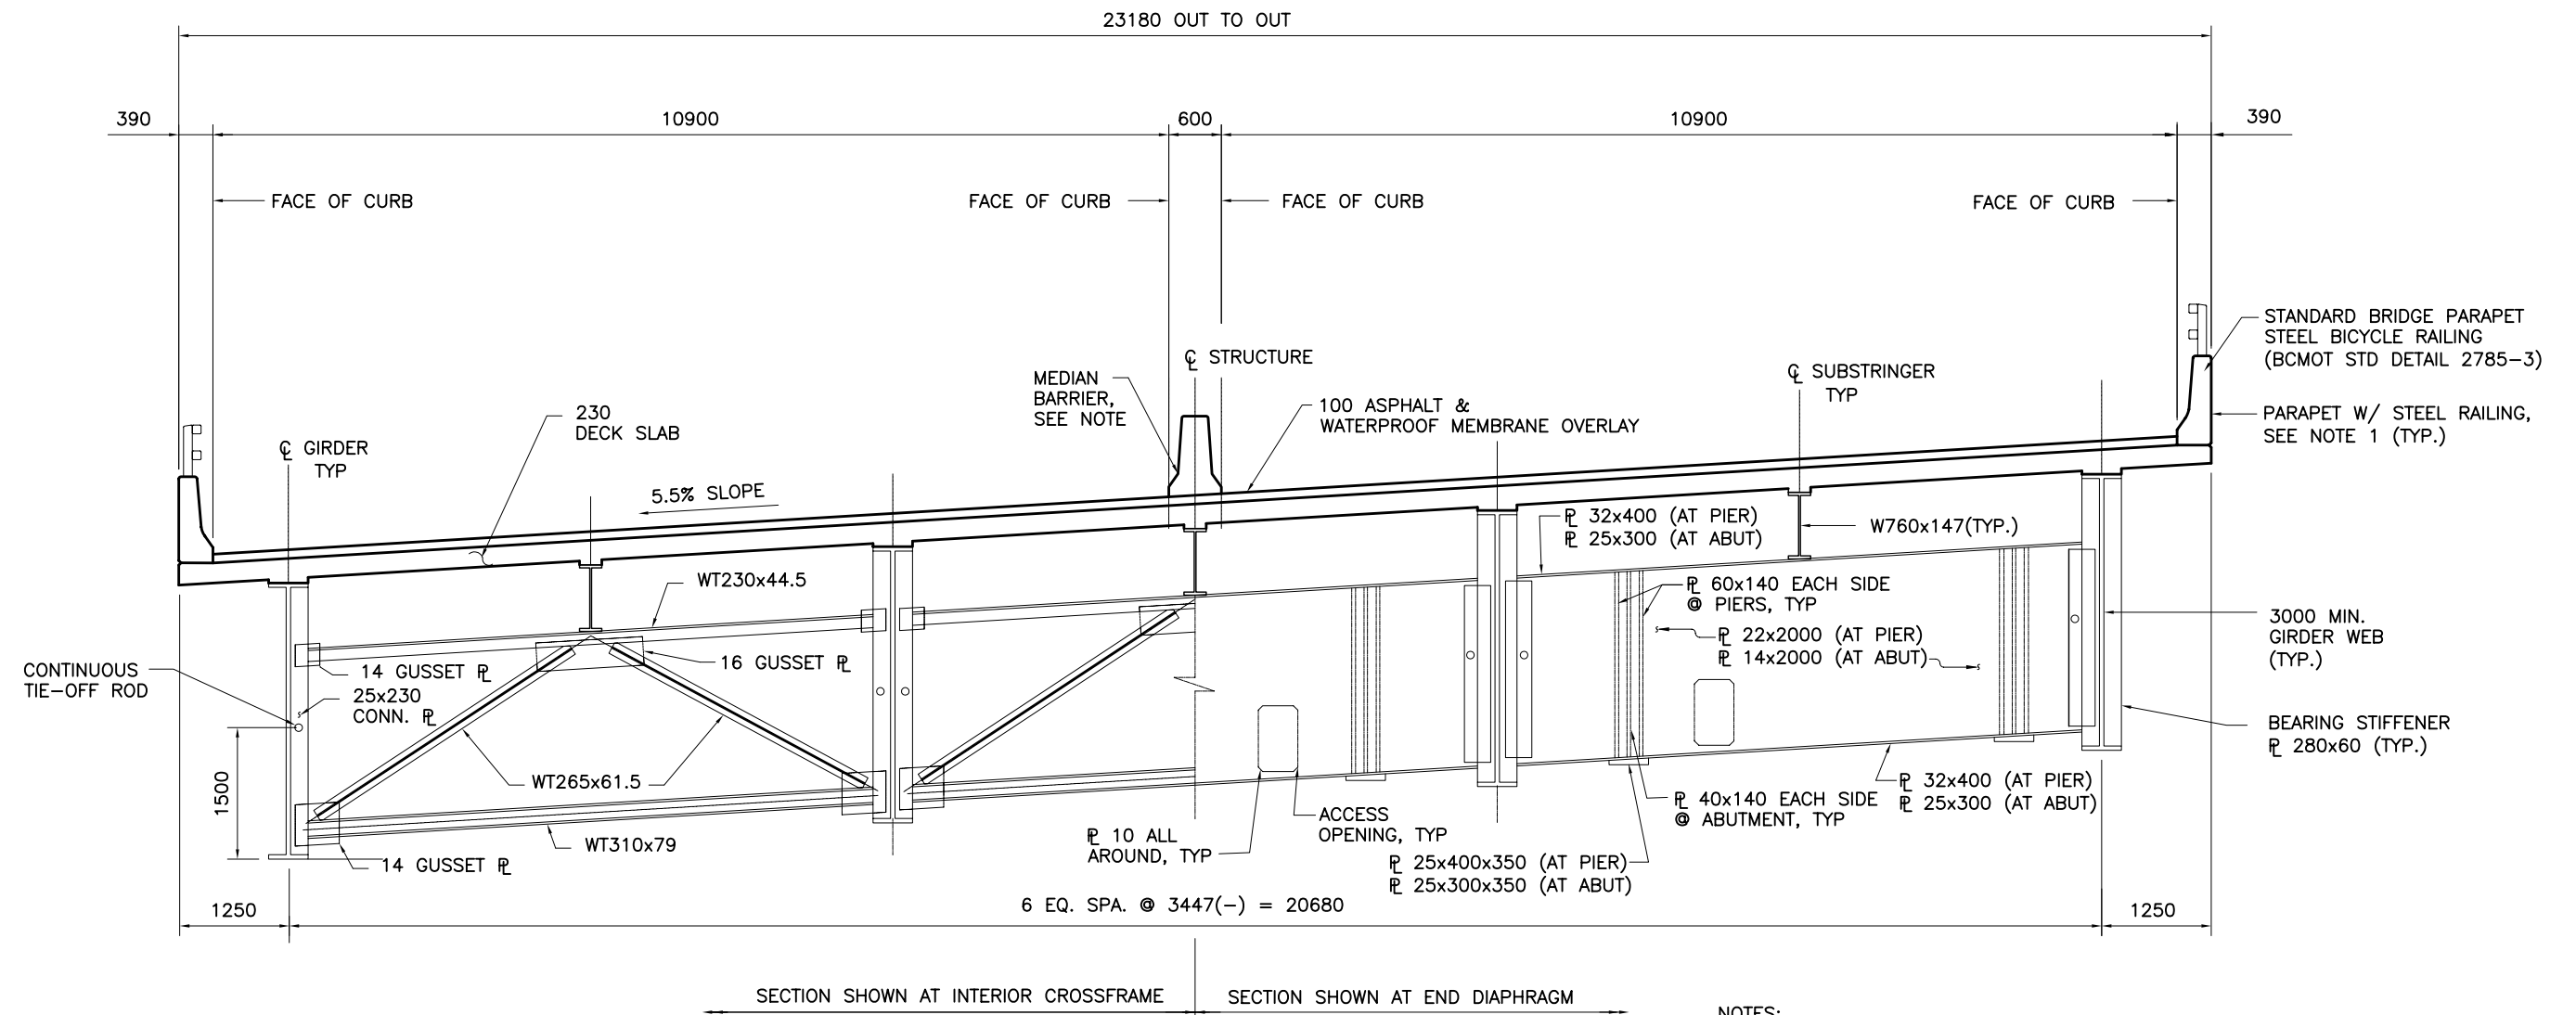 23180 OUT TO OUT
390
10900
600
10900
390
FACE OF CURB
FACE OF CURB
FACE OF CURB
FACE OF CURB
STANDARD BRIDGE PARAPET
STEEL BICYCLE RAILING
(BCMOT STD DETAIL 2785-3)
℄ STRUCTURE
℄ SUBSTRINGER
TYP
MEDIAN
BARRIER,
SEE NOTE
100 ASPHALT &
WATERPROOF MEMBRANE OVERLAY
PARAPET W/ STEEL RAILING,
SEE NOTE 1 (TYP.)
230
DECK SLAB
℄ GIRDER
TYP
5.5% SLOPE
℄ 32x400 (AT PIER)
℄ 25x300 (AT ABUT)
W760x147(TYP.)
WT230x44.5
℄ 60x140 EACH SIDE
@ PIERS, TYP
3000 MIN.
GIRDER WEB
(TYP.)
℄ 22x2000 (AT PIER)
℄ 14x2000 (AT ABUT)
CONTINUOUS
TIE-OFF ROD
14 GUSSET ℄
16 GUSSET ℄
25x230
CONN. ℄
BEARING STIFFENER
℄ 280x60 (TYP.)
1500
WT265x61.5
℄ 32x400 (AT PIER)
℄ 25x300 (AT ABUT)
℄ 40x140 EACH SIDE
@ ABUTMENT, TYP
ACCESS
OPENING, TYP
℄ 10 ALL
AROUND, TYP
WT310x79
14 GUSSET ℄
℄ 25x400x350 (AT PIER)
℄ 25x300x350 (AT ABUT)
1250
6 EQ. SPA. @ 3447(-) = 20680
1250
SECTION SHOWN AT INTERIOR CROSSFRAME
SECTION SHOWN AT END DIAPHRAGM
NOTES: